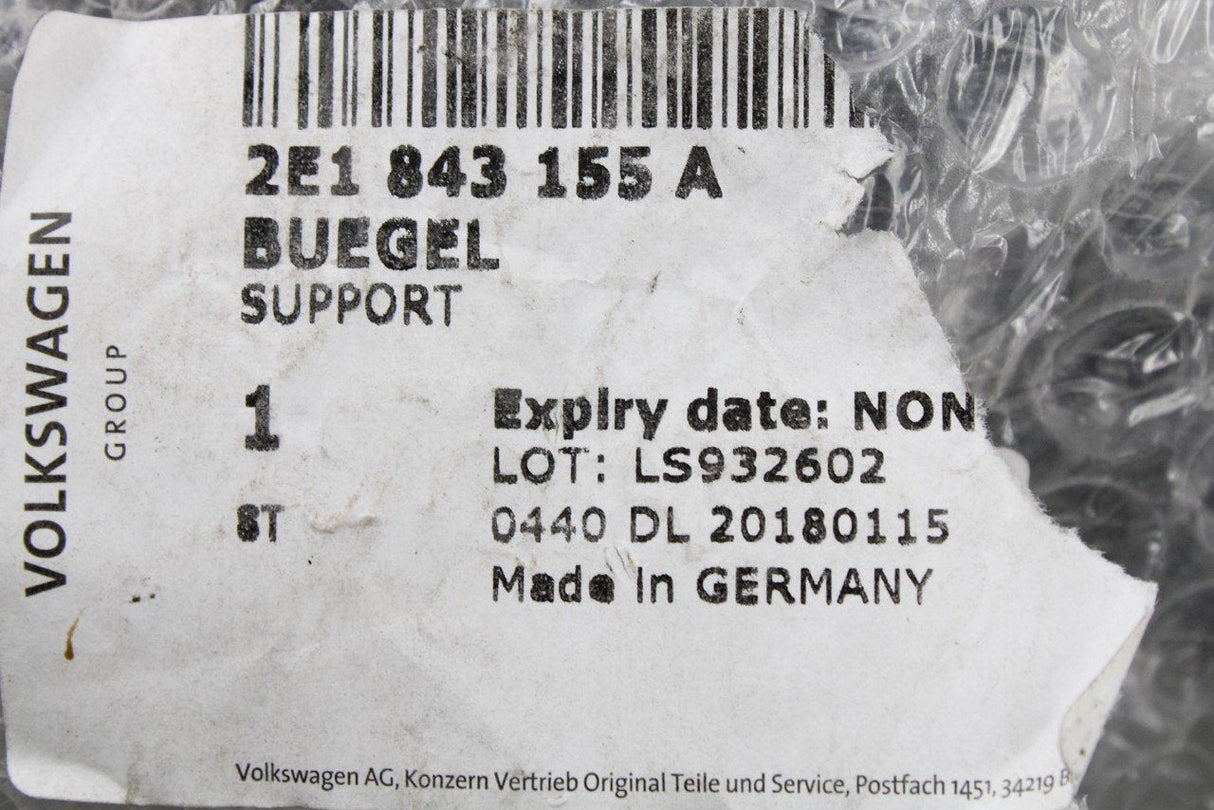 VOLKSWAGEN
GROUP
2E1 843 155 A
BUEGEL
SUPPORT
1
ST
Expiry date: NON
LOT: LS932602
0440 DL 20180115
Made in GERMANY
Volkswagen AG, Konzern Vertrieb Original Teile und Service, Postfach 1451, 34219 B